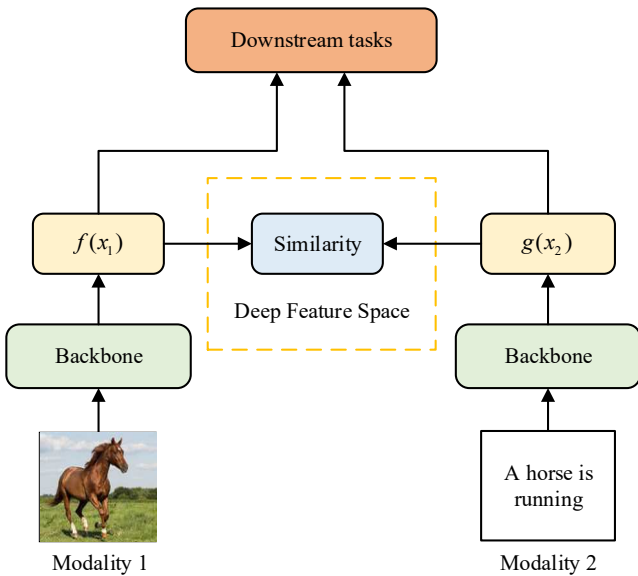 Downstream tasks
f(x₁)
Similarity
g(x₂)
Deep Feature Space
Backbone
Backbone
A horse is
running
Modality 1
Modality 2